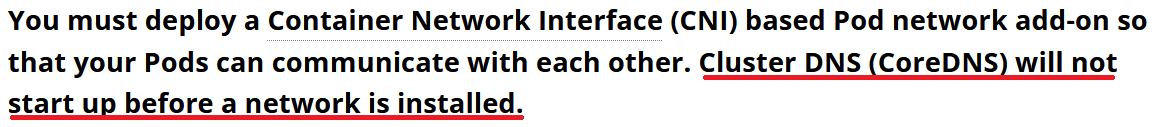 You must deploy a Container Network Interface (CNI) based Pod network add-on so
that your Pods can communicate with each other. Cluster DNS (CoreDNS) will not
start up before a network is installed.